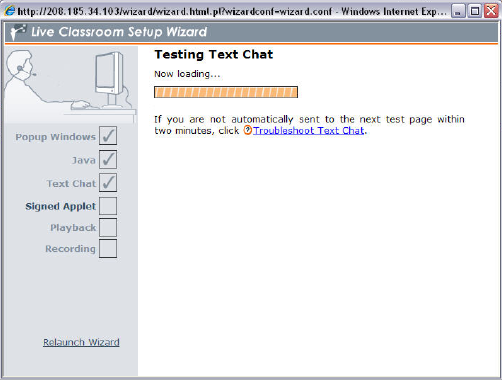 http://208.185.34.103/wizard/wizard.html.pl?wizardconf=wizard.conf - Windows Internet Exp...
Live Classroom Setup Wizard
Testing Text Chat
Now loading...
If you are not automatically sent to the next test page within
two minutes, click Troubleshoot Text Chat.
Popup Windows
Java
Text Chat
Signed Applet
Playback
Recording
Relaunch Wizard